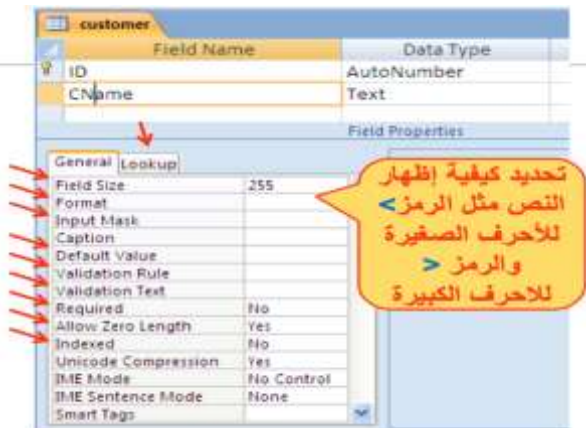 customer
Field Name Data Type
ID AutoNumber
CName Text
Field Properties
General Lookup
Field Size 255
Format
Input Mask
Caption
Default Value
Validation Rule
Validation Text
Required No
Allow Zero Length Yes
Indexed No
Unicode Compression Yes
IME Mode No Control
IME Sentence Mode None
Smart Tags
تحديد كيفية إظهار
النص مثل الرمز >
للأحرف الصغيرة
والرمز <
للاحرف الكبيرة